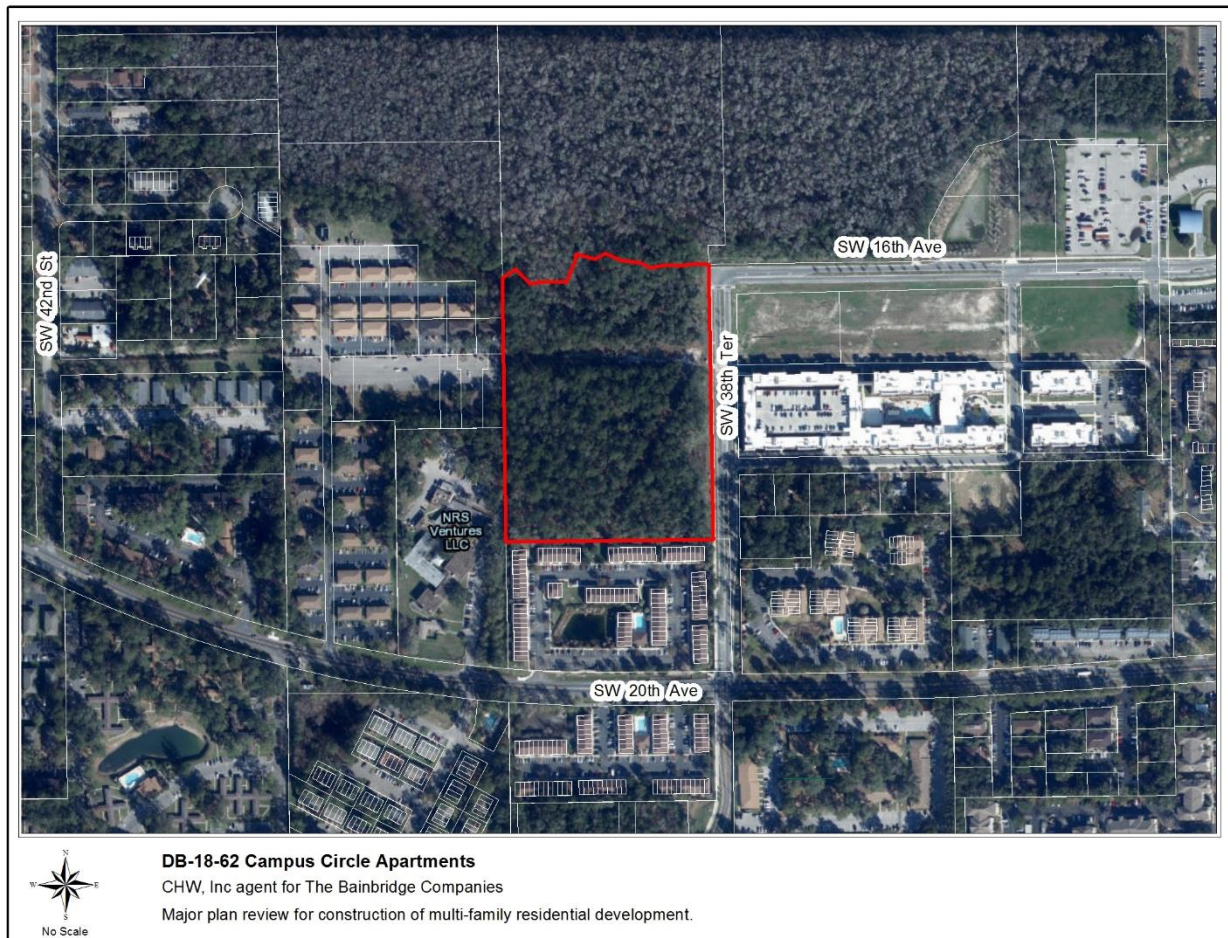 SW 16th Ave
SW 42nd St
SW 38th Ter
NRS
Ventures
LLC
SW 20th Ave
N
W E
S
No Scale
DB-18-62 Campus Circle Apartments
CHW, Inc agent for The Bainbridge Companies
Major plan review for construction of multi-family residential development.